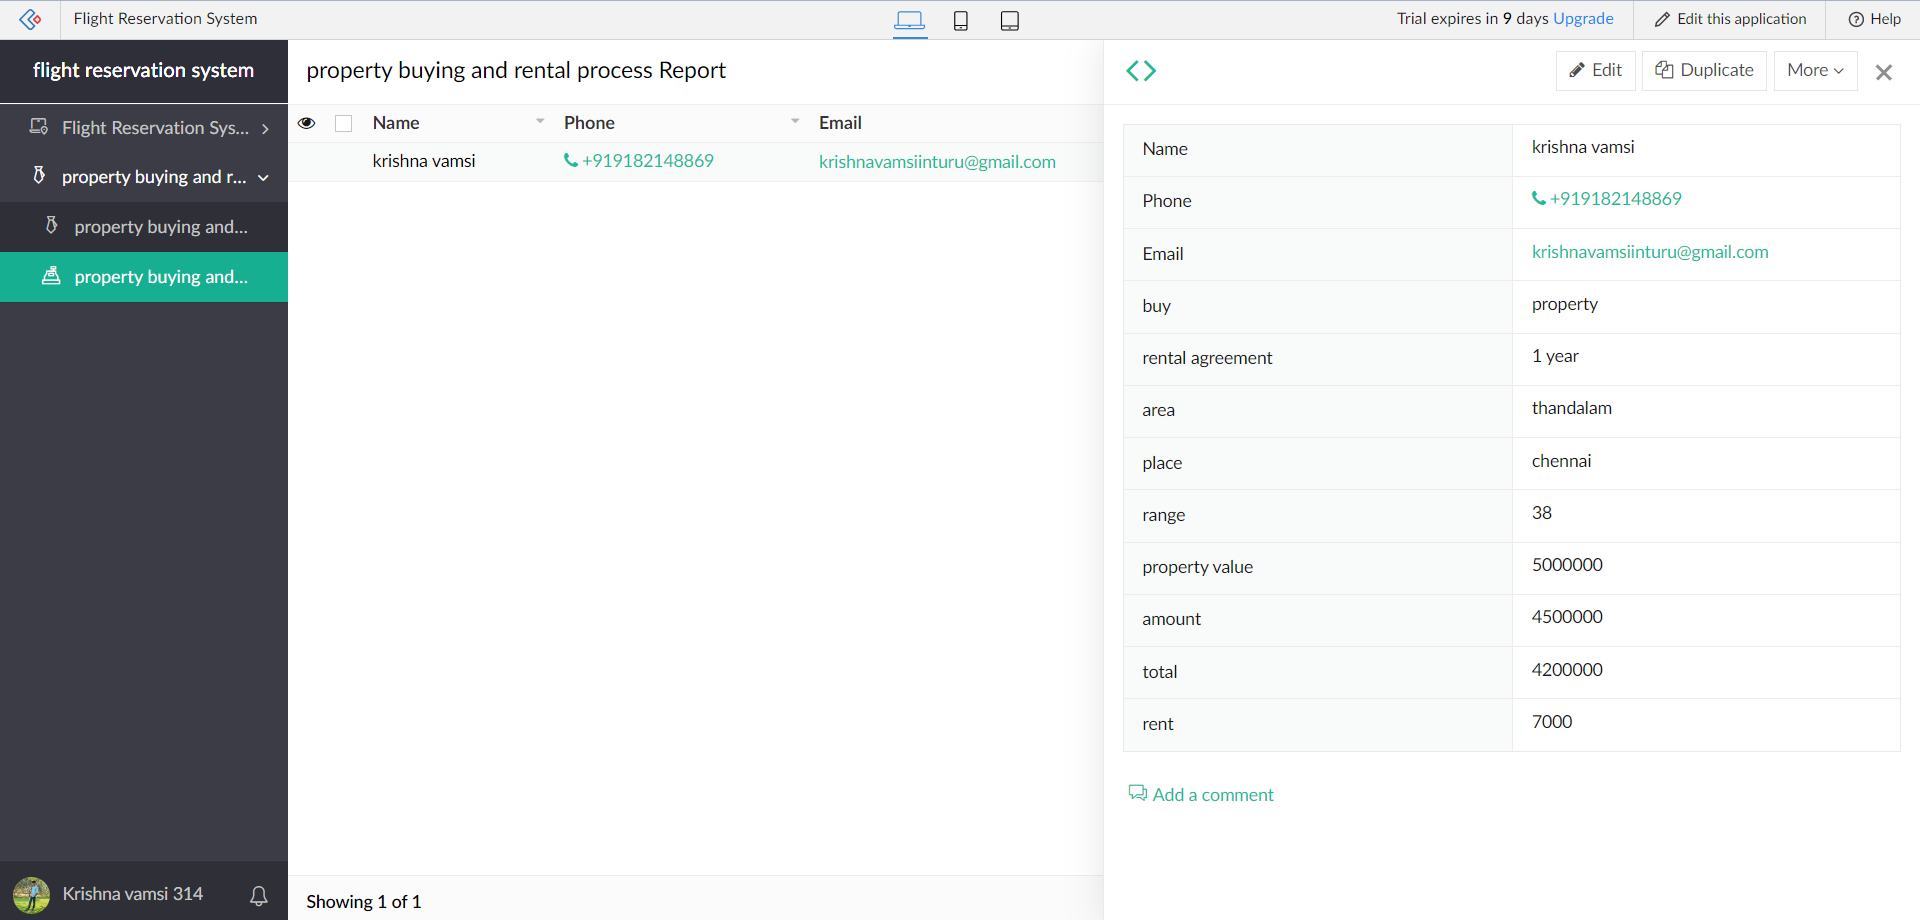 Flight Reservation System
Trial expires in 9 days Upgrade
Edit this application
Help
flight reservation system
Flight Reservation Sys...
property buying and r...
property buying and...
property buying and...
Krishna vamsi 314
property buying and rental process Report
Name Phone Email
krishna vamsi +919182148869 krishnavamsiinturu@gmail.com
Showing 1 of 1
Edit Duplicate More
Name krishna vamsi
Phone +919182148869
Email krishnavamsiinturu@gmail.com
buy property
rental agreement 1 year
area thandalam
place chennai
range 38
property value 5000000
amount 4500000
total 4200000
rent 7000
Add a comment